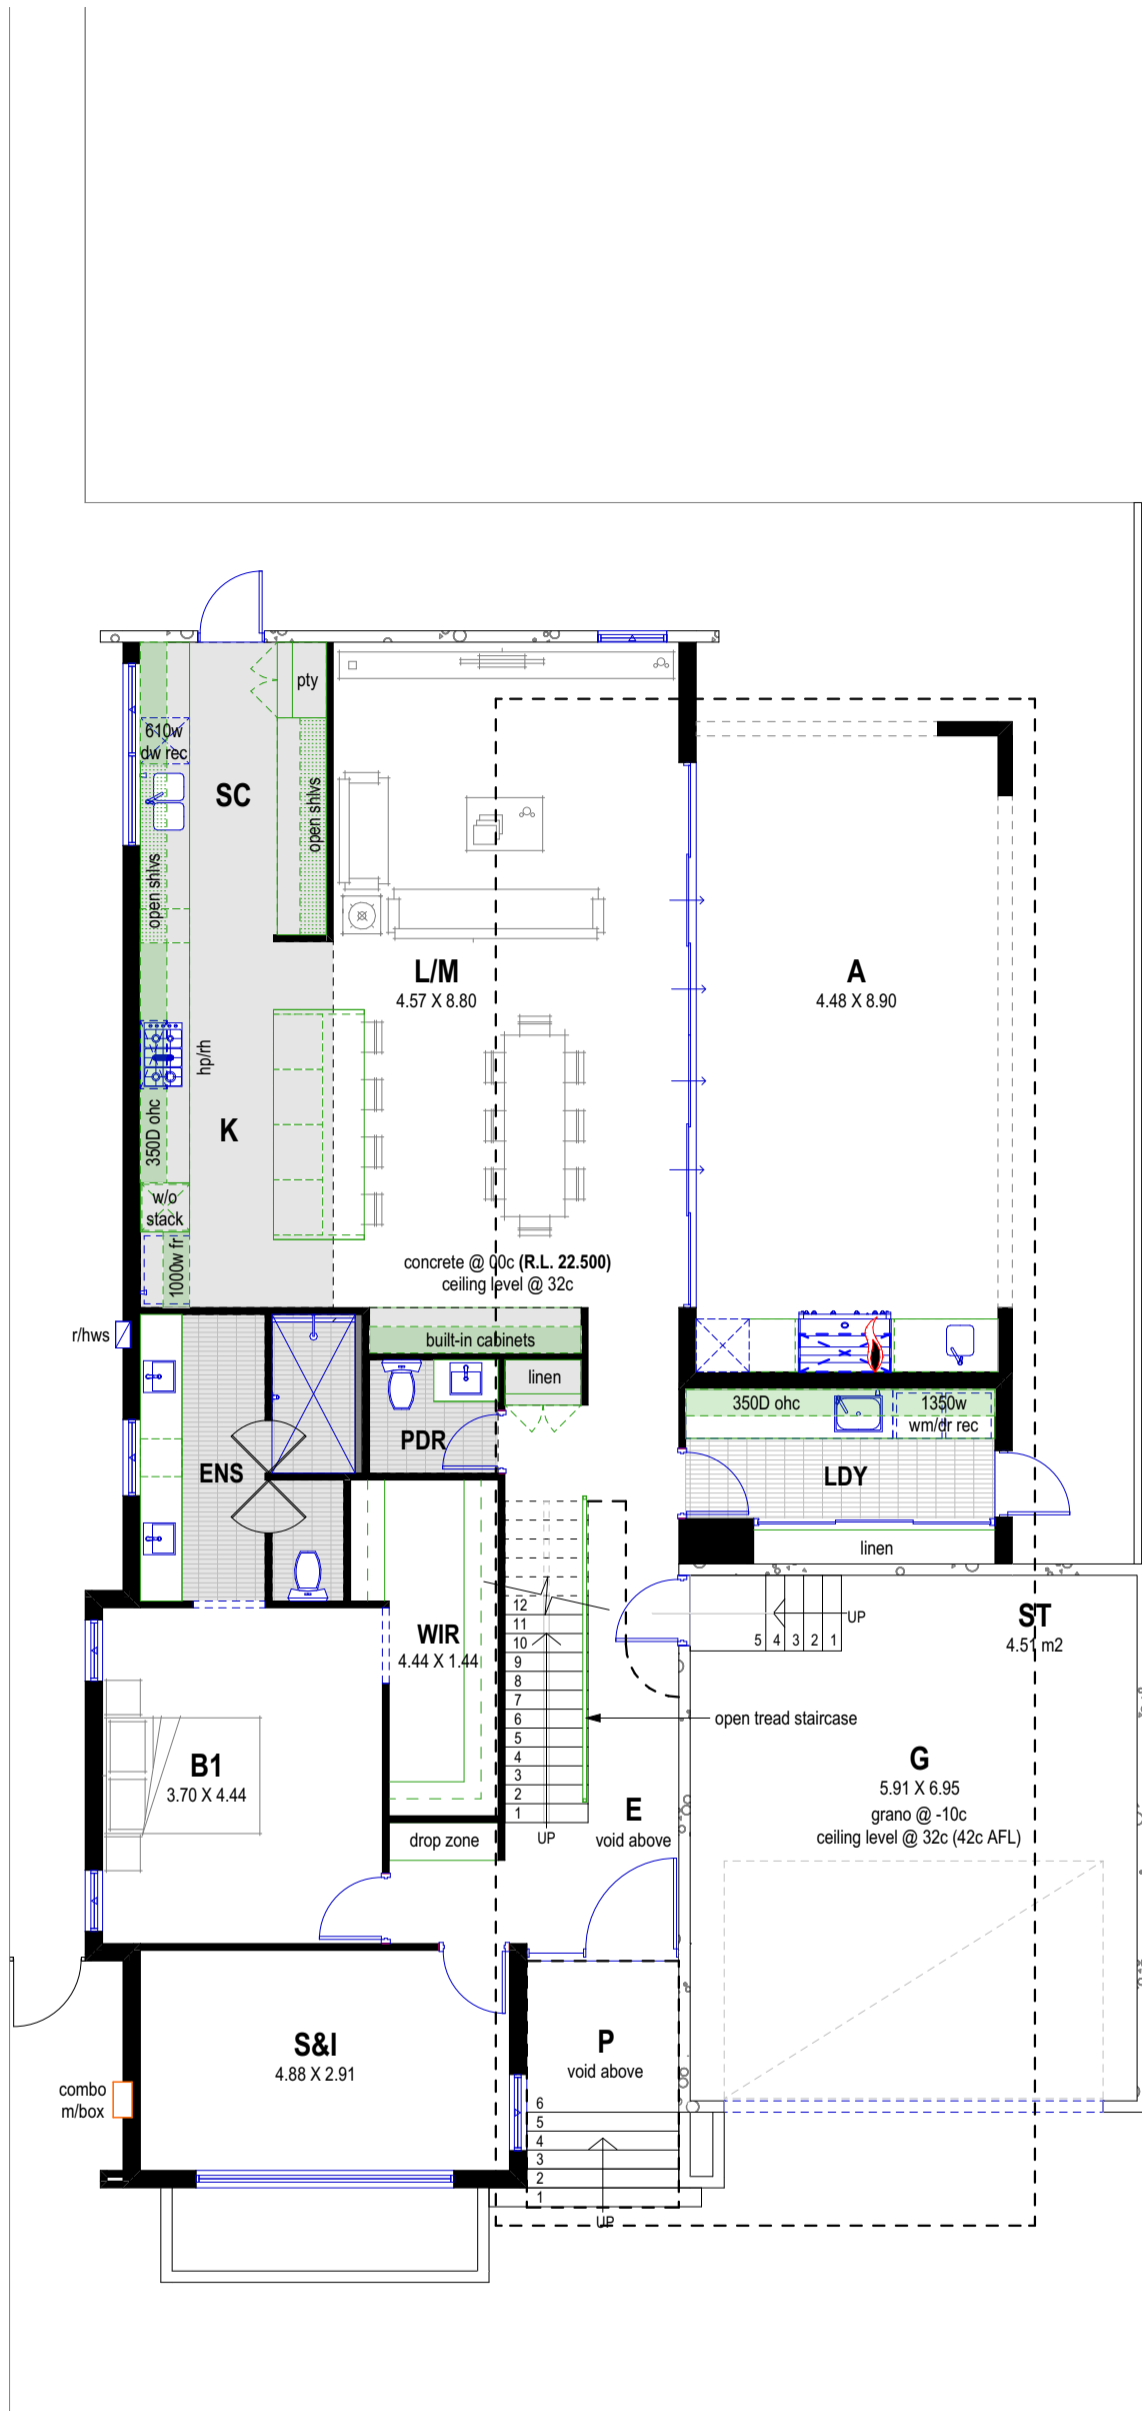 pty
610w
dw rec
SC
open shlvs
open shlvs
L/M
4.57 X 8.80
A
4.48 X 8.90
hp/rh
K
350D ohc
w/o
stack
1000w fr
concrete @ 00c (R.L. 22.500)
ceiling level @ 32c
r/hws
built-in cabinets
linen
350D ohc
1350w
wm/dr rec
PDR
ENS
LDY
linen
12
11
10
9
8
7
6
5
4
3
2
1
UP
5 4 3 2 1
UP
ST
4.51 m2
WIR
4.44 X 1.44
open tread staircase
B1
3.70 X 4.44
G
5.91 X 6.95
grano @ -10c
ceiling level @ 32c (42c AFL)
E
void above
drop zone
S&I
4.88 X 2.91
P
void above
combo
m/box
6
5
4
3
2
1
UP